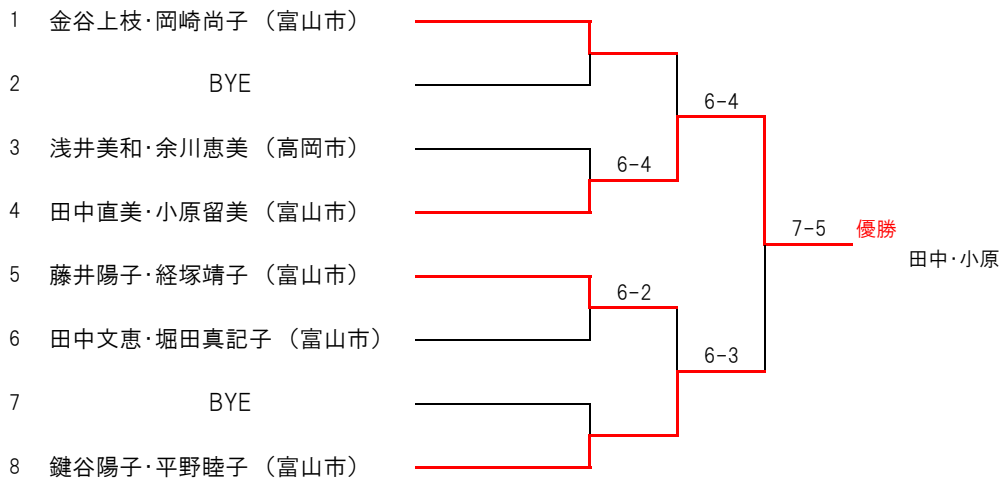 1 金谷上枝・岡崎尚子 (富山市)
2 BYE
6-4
3 浅井美和・余川恵美 (高岡市)
6-4
4 田中直美・小原留美 (富山市)
7-5 優勝
田中・小原
5 藤井陽子・経塚靖子 (富山市)
6-2
6 田中文恵・堀田真記子 (富山市)
6-3
7 BYE
8 鍵谷陽子・平野睦子 (富山市)